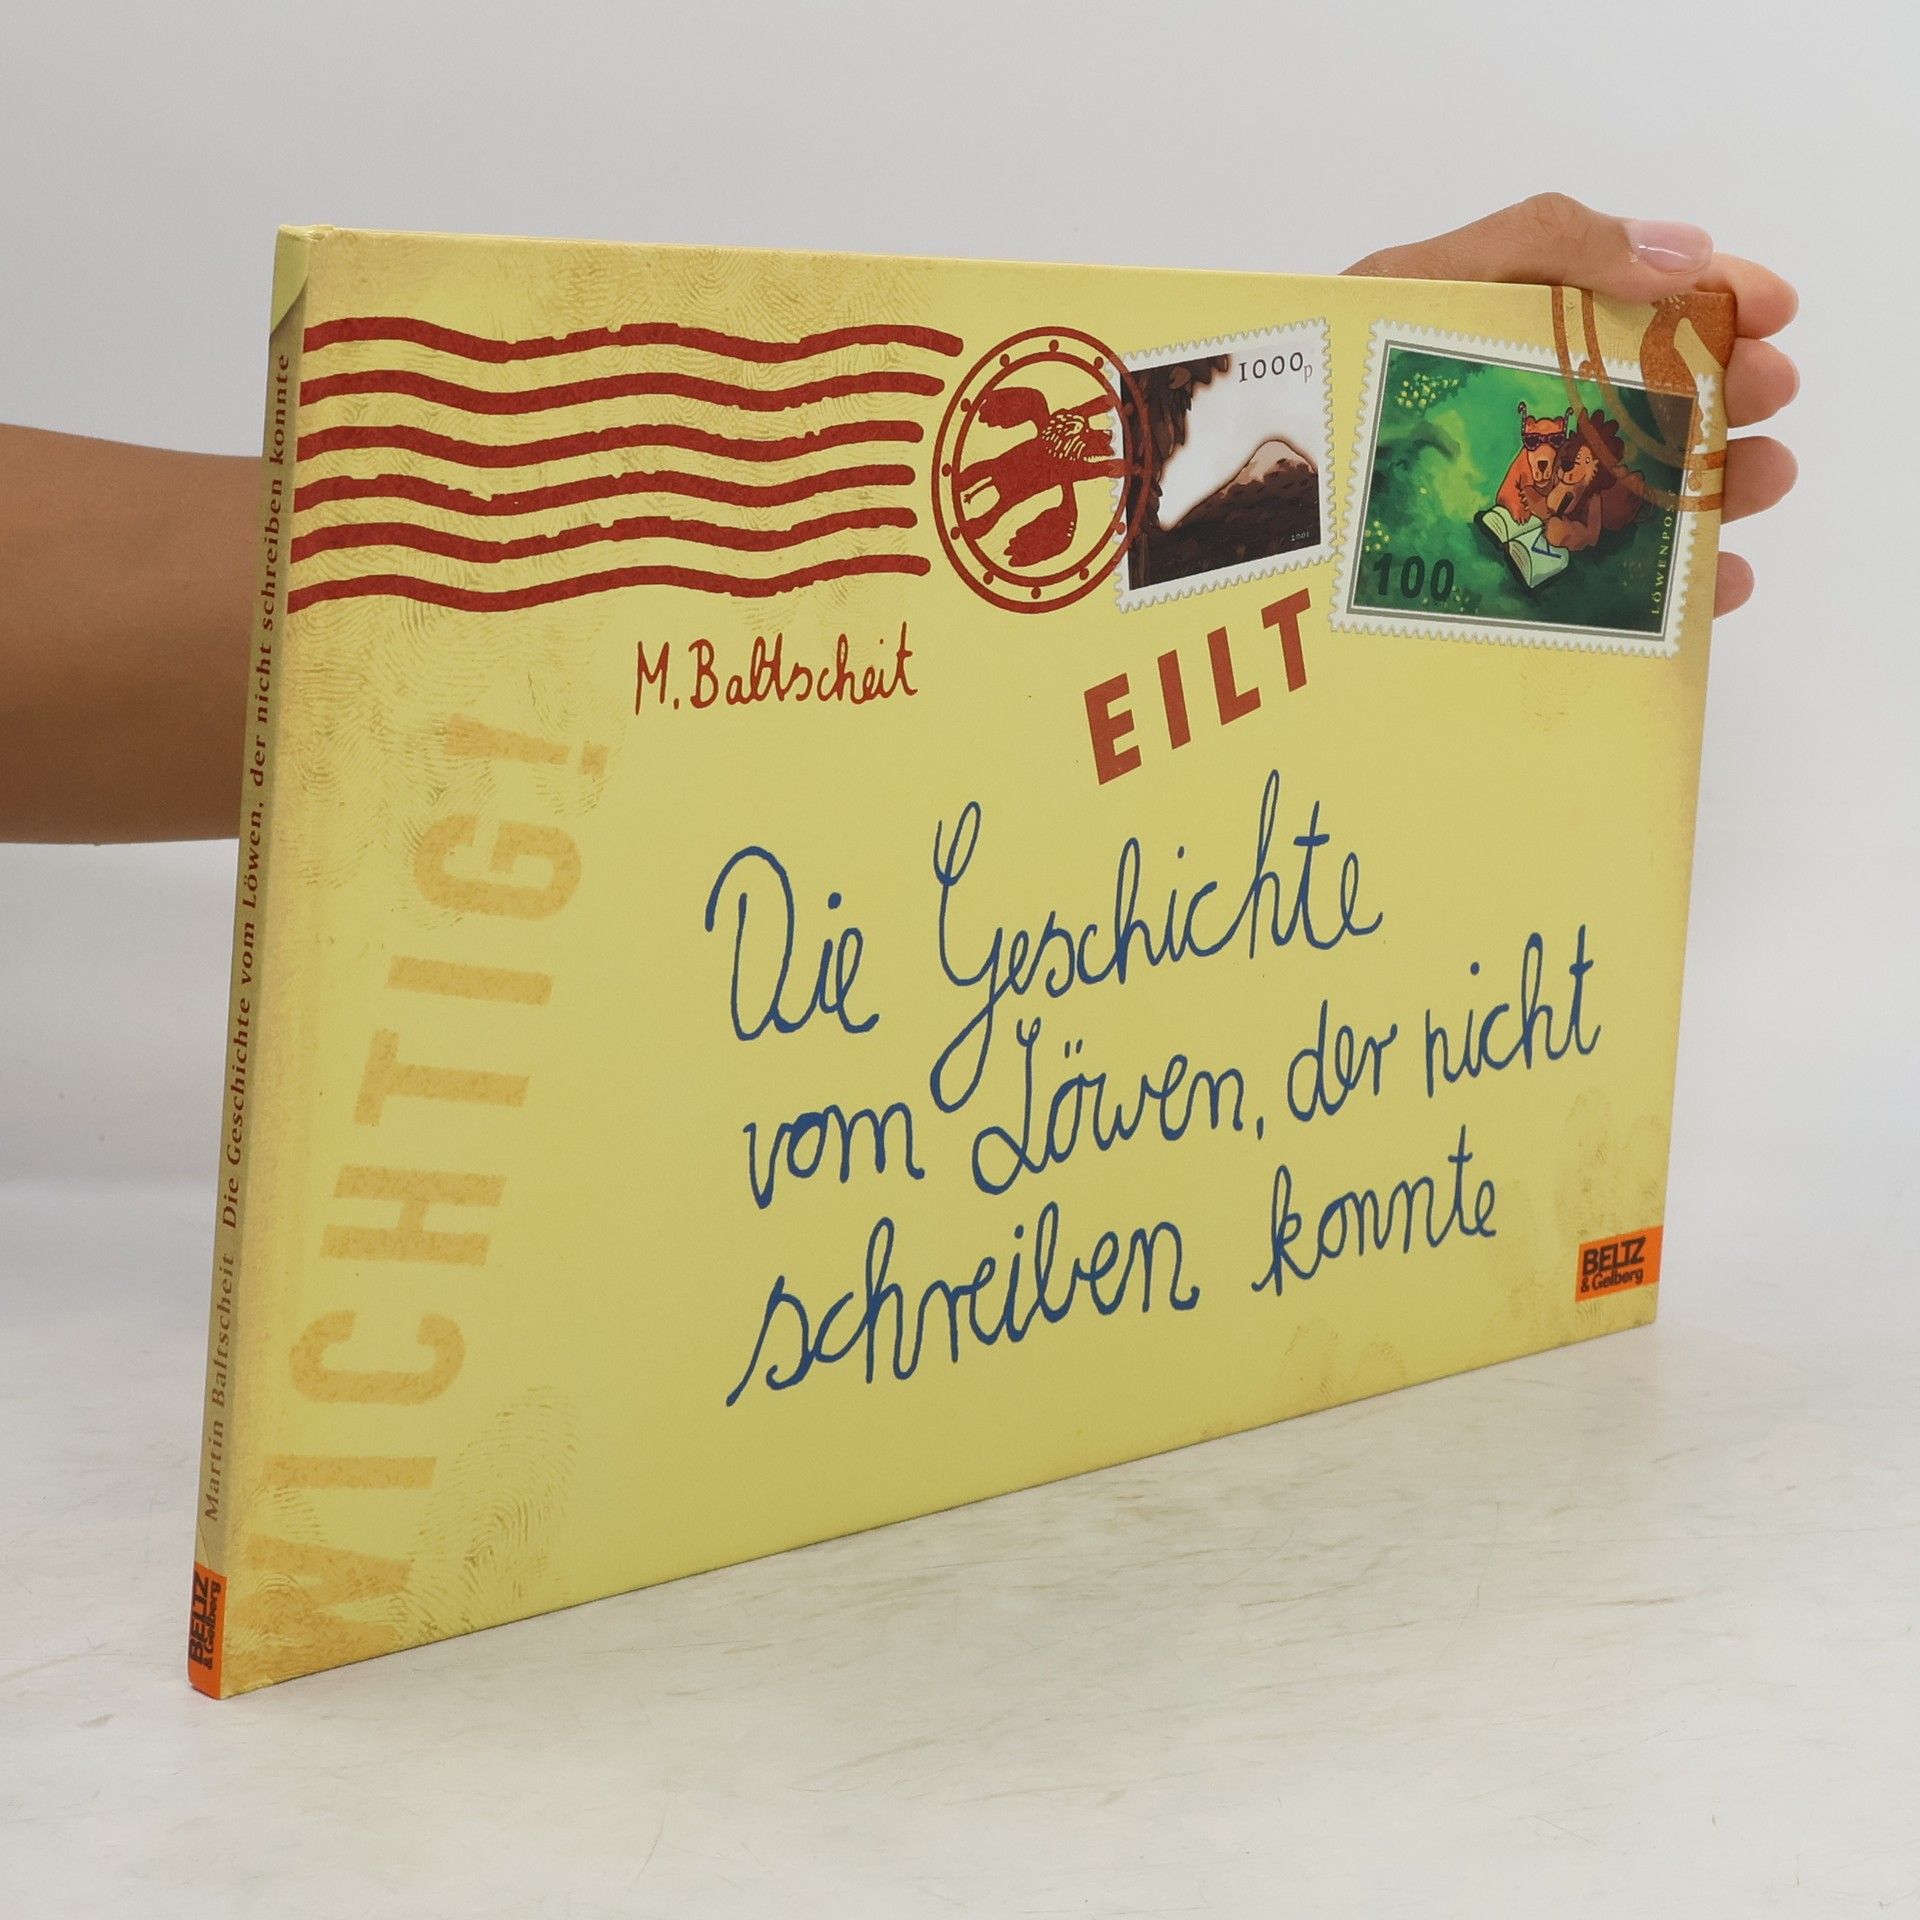 Martin Baltscheit Die Geschichte vom Löwen, der nicht schreiben konnte
BELTZ
& Gelberg
1000p
2001
100
LÖWENPOST
M. Baltscheit
EILT
WICHTIG!
Die Geschichte
vom Löwen, der nicht
schreiben konnte
BELTZ
& Gelberg